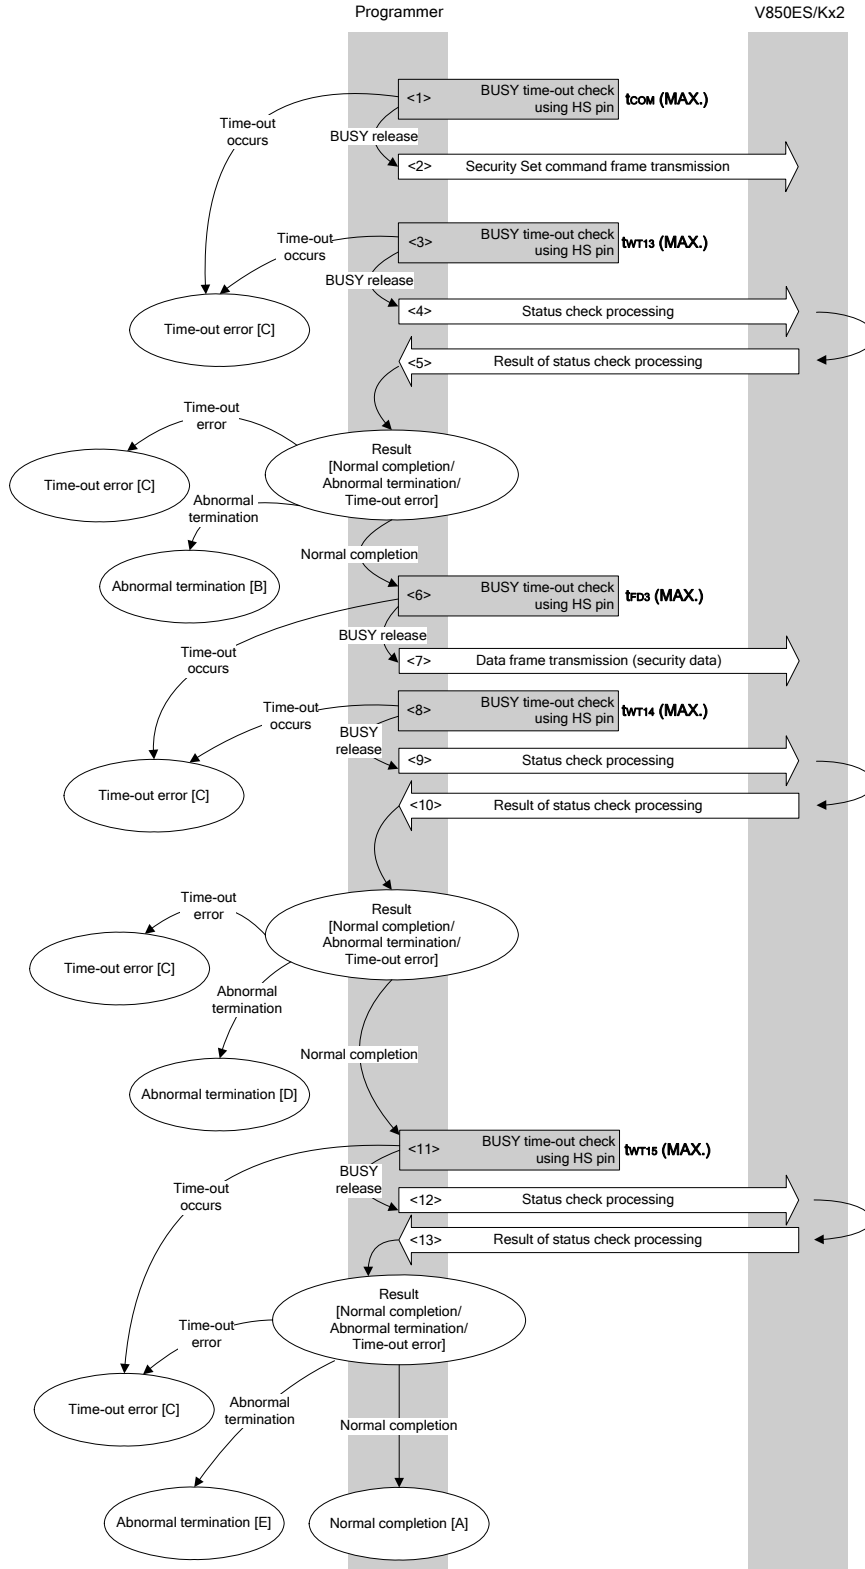 Programmer
V850ES/Kx2
<1>
BUSY time-out check
using HS pin
tCOM (MAX.)
Time-out
occurs
BUSY release
<2>
Security Set command frame transmission
<3>
BUSY time-out check
using HS pin
tWT13 (MAX.)
Time-out
occurs
BUSY release
<4>
Status check processing
Time-out error [C]
<5>
Result of status check processing
Time-out
error
Result
[Normal completion/
Abnormal termination/
Time-out error]
Time-out error [C]
Abnormal
termination
Normal completion
Abnormal termination [B]
<6>
BUSY time-out check
using HS pin
tFD3 (MAX.)
BUSY release
Time-out
occurs
<7>
Data frame transmission (security data)
<8>
BUSY time-out check
using HS pin
tWT14 (MAX.)
Time-out
occurs
BUSY
release
<9>
Status check processing
Time-out error [C]
<10>
Result of status check processing
Time-out
error
Result
[Normal completion/
Abnormal termination/
Time-out error]
Time-out error [C]
Abnormal
termination
Normal completion
Abnormal termination [D]
<11>
BUSY time-out check
using HS pin
tWT15 (MAX.)
BUSY
release
Time-out
occurs
<12>
Status check processing
<13>
Result of status check processing
Result
[Normal completion/
Abnormal termination/
Time-out error]
Time-out
error
Time-out error [C]
Abnormal
termination
Normal completion
Abnormal termination [E]
Normal completion [A]